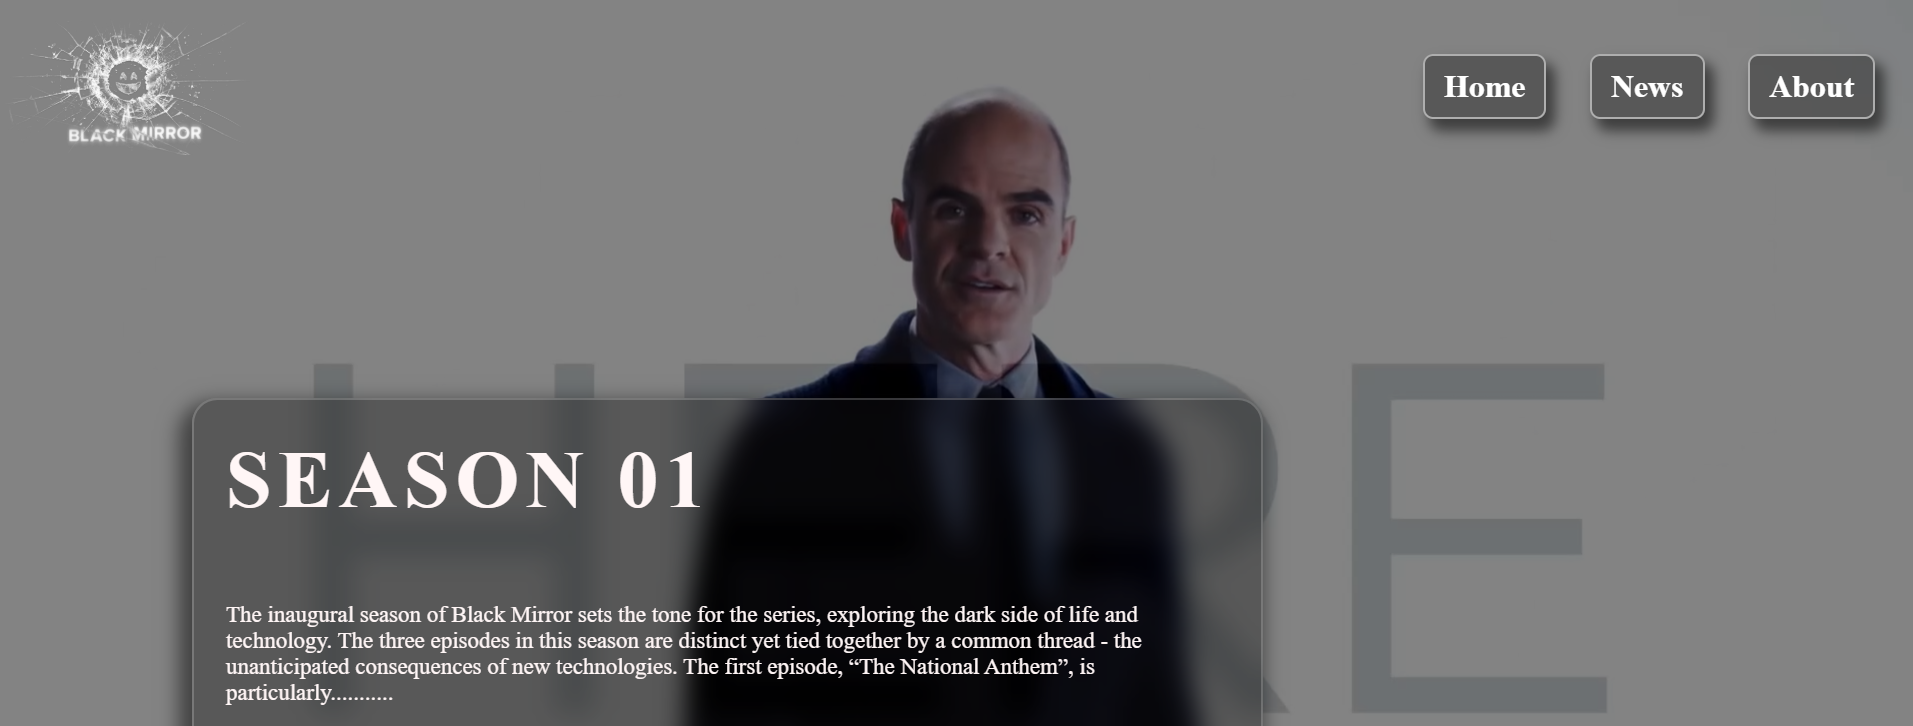 BLACK MIRROR
Home
News
About
HERE
SEASON 01
The inaugural season of Black Mirror sets the tone for the series, exploring the dark side of life and
technology. The three episodes in this season are distinct yet tied together by a common thread - the
unanticipated consequences of new technologies. The first episode, “The National Anthem”, is
particularly...........